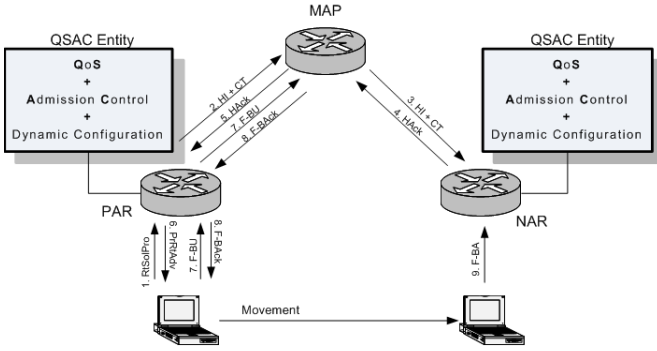 MAP
QSAC Entity
QoS
+
Admission Control
+
Dynamic Configuration
QSAC Entity
QoS
+
Admission Control
+
Dynamic Configuration
2. HI + CT
5. HAck
7. F-BU
8. F-BAck
3. HI + CT
4. HAck
PAR
NAR
1. RtSolPro
6. PrRtAdv
7. F-BU
8. F-BAck
9. F-BA
Movement